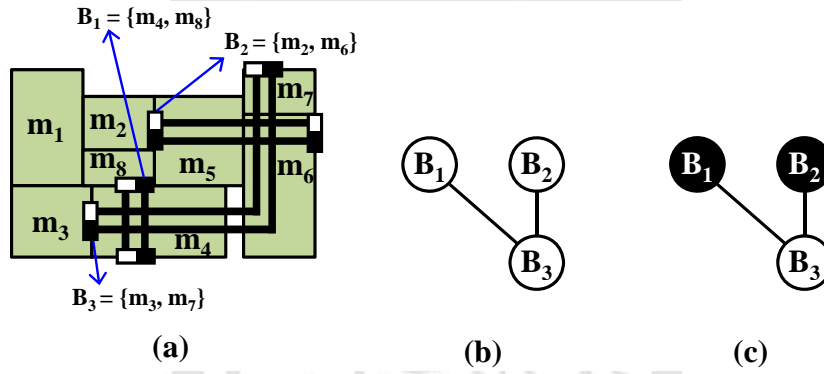 B₁ = {m₄, m₈}
B₂ = {m₂, m₆}
m₇
m₁
m₂
m₈
m₅
m₆
m₃
m₄
B₃ = {m₃, m₇}
B₁ B₂
B₃
B₁ B₂
B₃
(a) (b) (c)